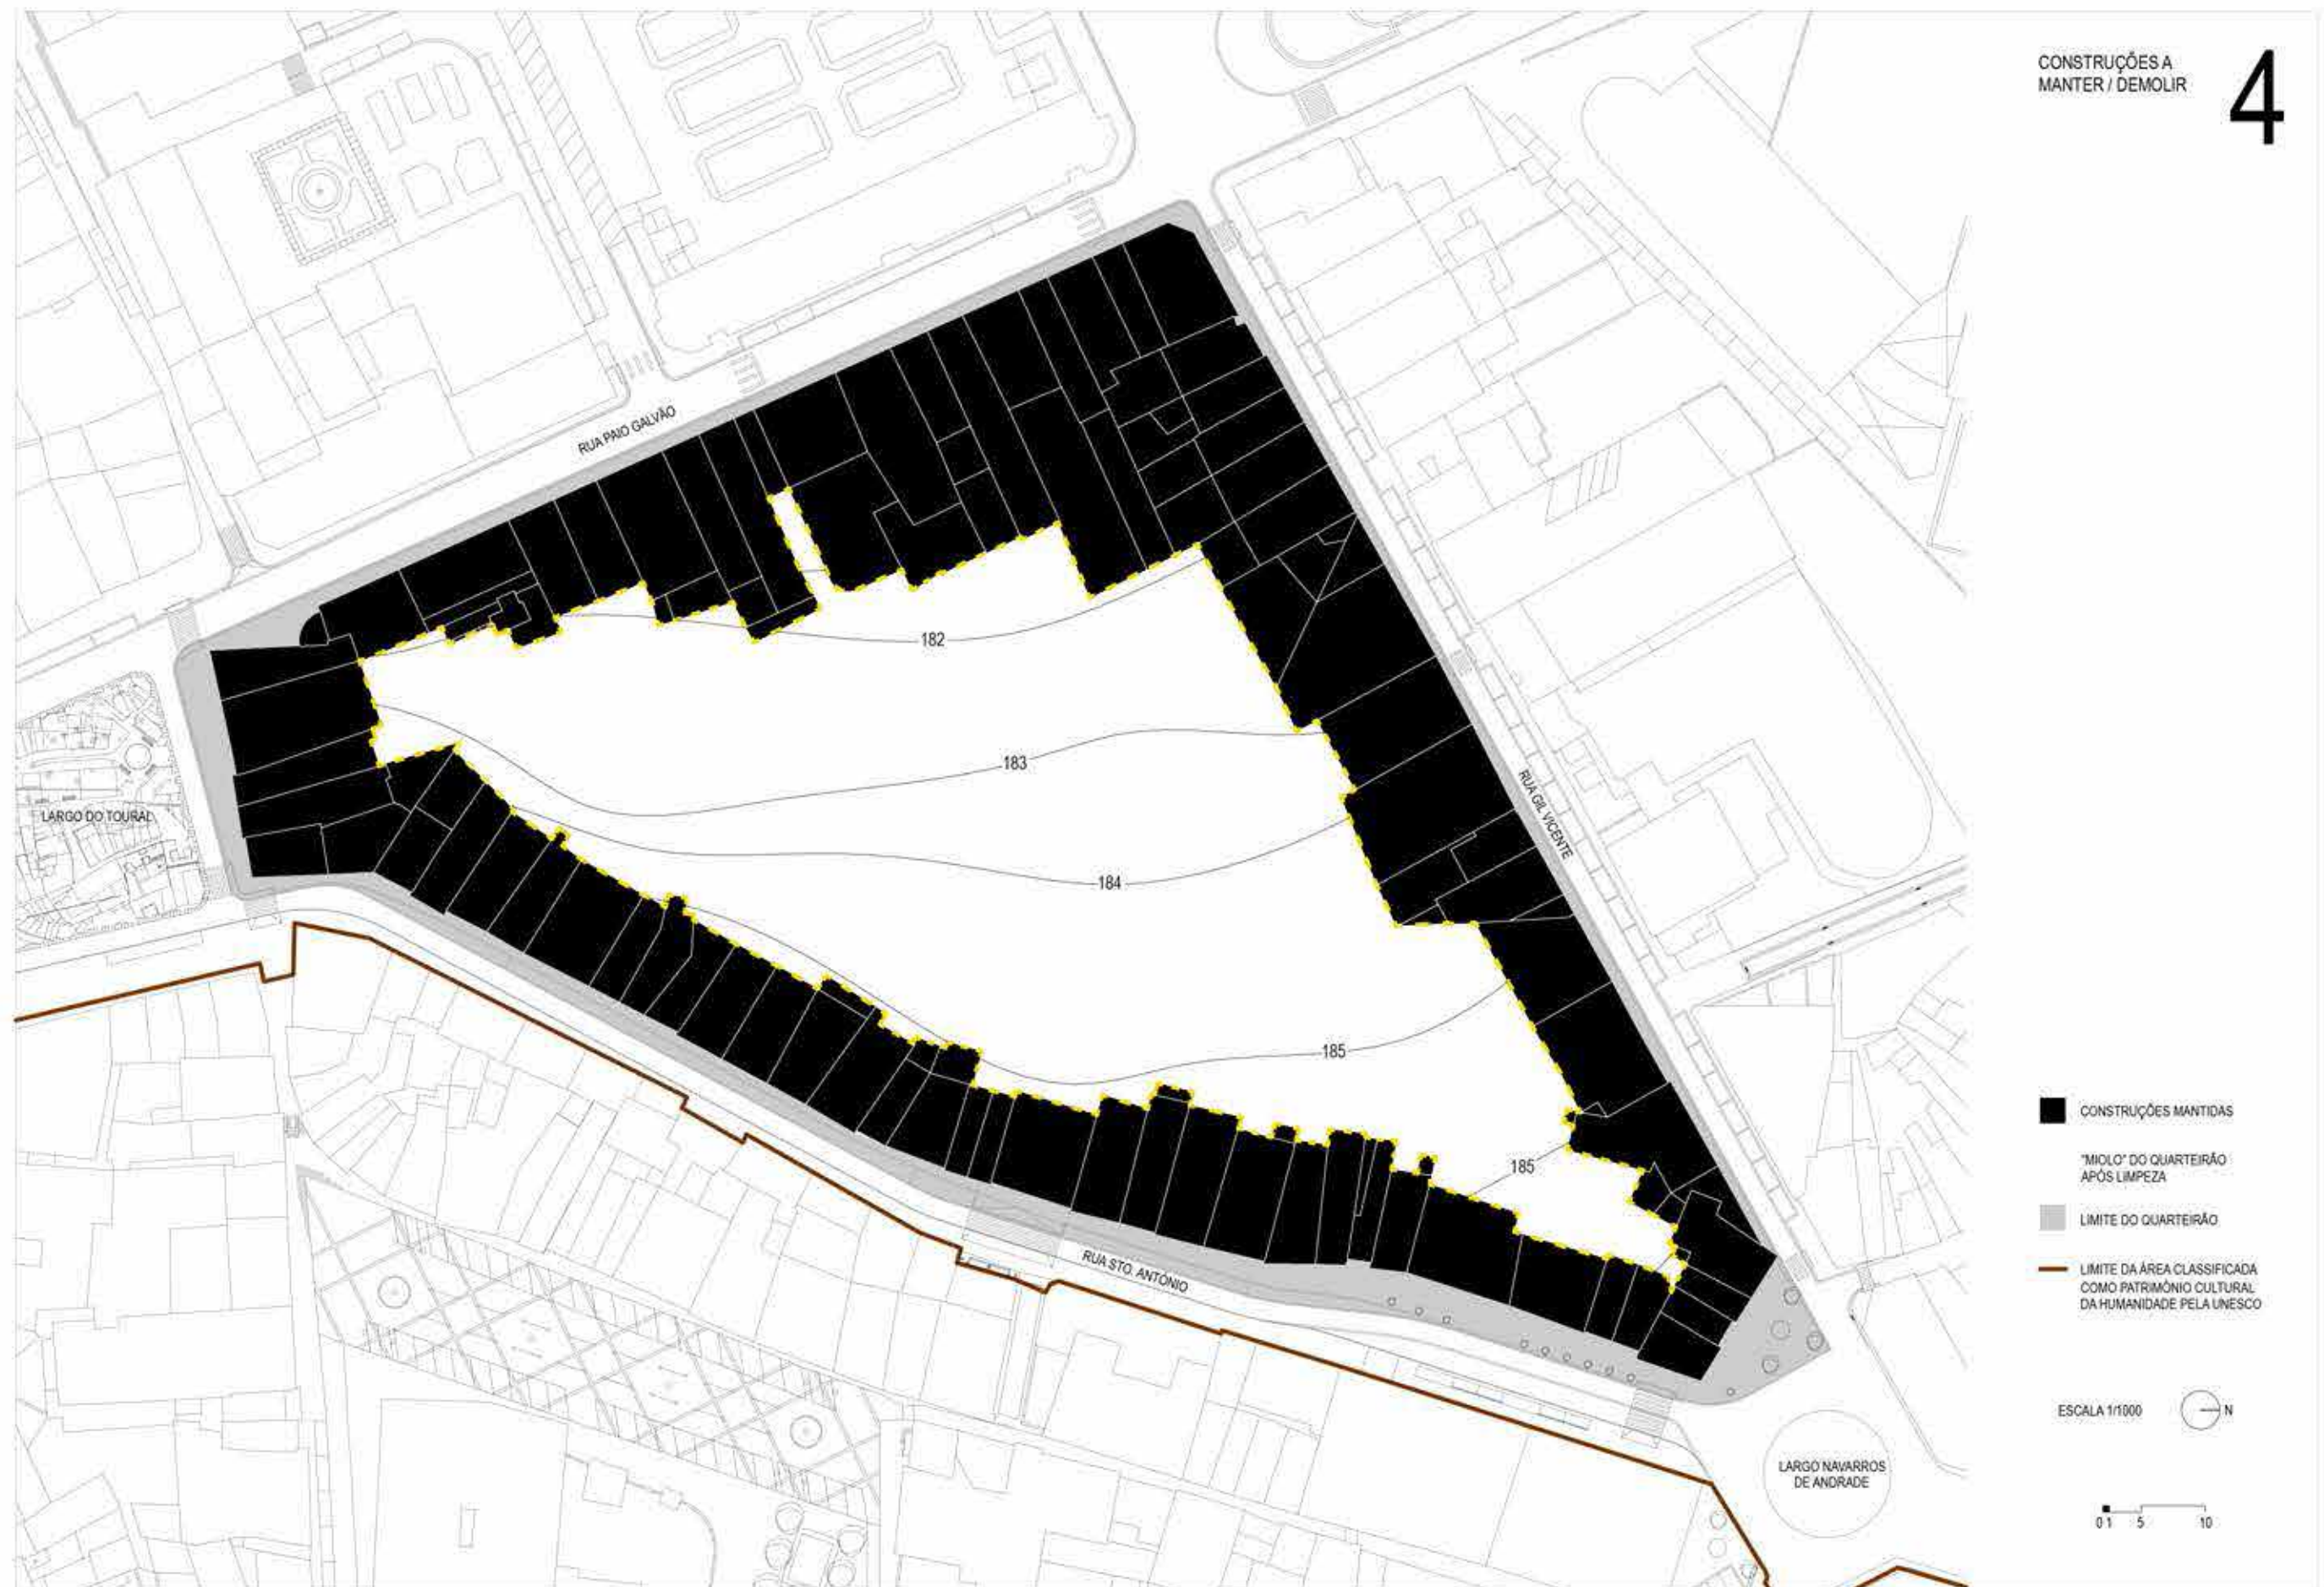 CONSTRUÇÕES A
MANTER / DEMOLIR
4
RUA PAIO GALVÃO
182
183
RUA GIL VICENTE
LARGO DO TOURAL
184
185
185
RUA STO. ANTÓNIO
CONSTRUÇÕES MANTIDAS
"MIOLO" DO QUARTEIRÃO
APÓS LIMPEZA
LIMITE DO QUARTEIRÃO
LIMITE DA ÁREA CLASSIFICADA
COMO PATRIMÓNIO CULTURAL
DA HUMANIDADE PELA UNESCO
ESCALA 1/1000
N
LARGO NAVARROS
DE ANDRADE
0 1 5 10